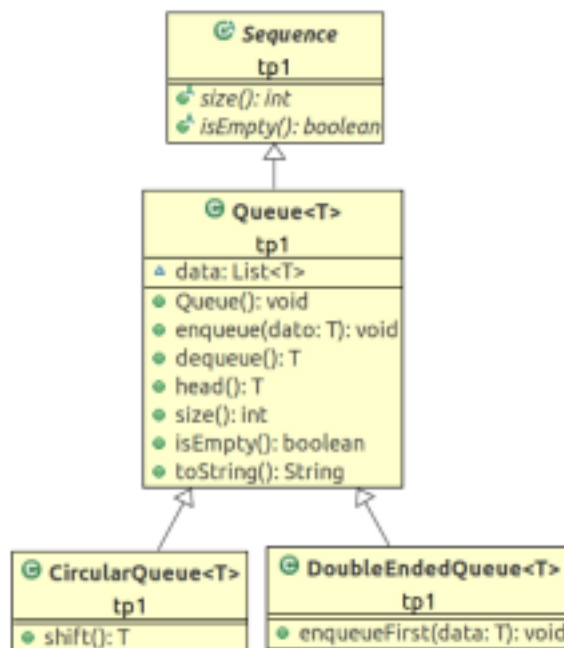 Sequence
tp1
size(): int
isEmpty(): boolean
Queue<T>
tp1
data: List<T>
Queue(): void
enqueue(dato: T): void
dequeue(): T
head(): T
size(): int
isEmpty(): boolean
toString(): String
CircularQueue<T>
tp1
shift(): T
DoubleEndedQueue<T>
tp1
enqueueFirst(data: T): void